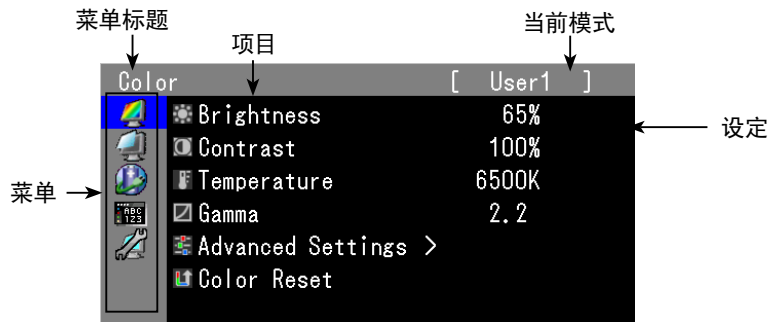 菜单标题
项目
当前模式
Color [ User1 ]
Brightness 65%
设定
Contrast 100%
Temperature 6500K
菜单
ABC
123
Gamma 2.2
Advanced Settings >
Color Reset